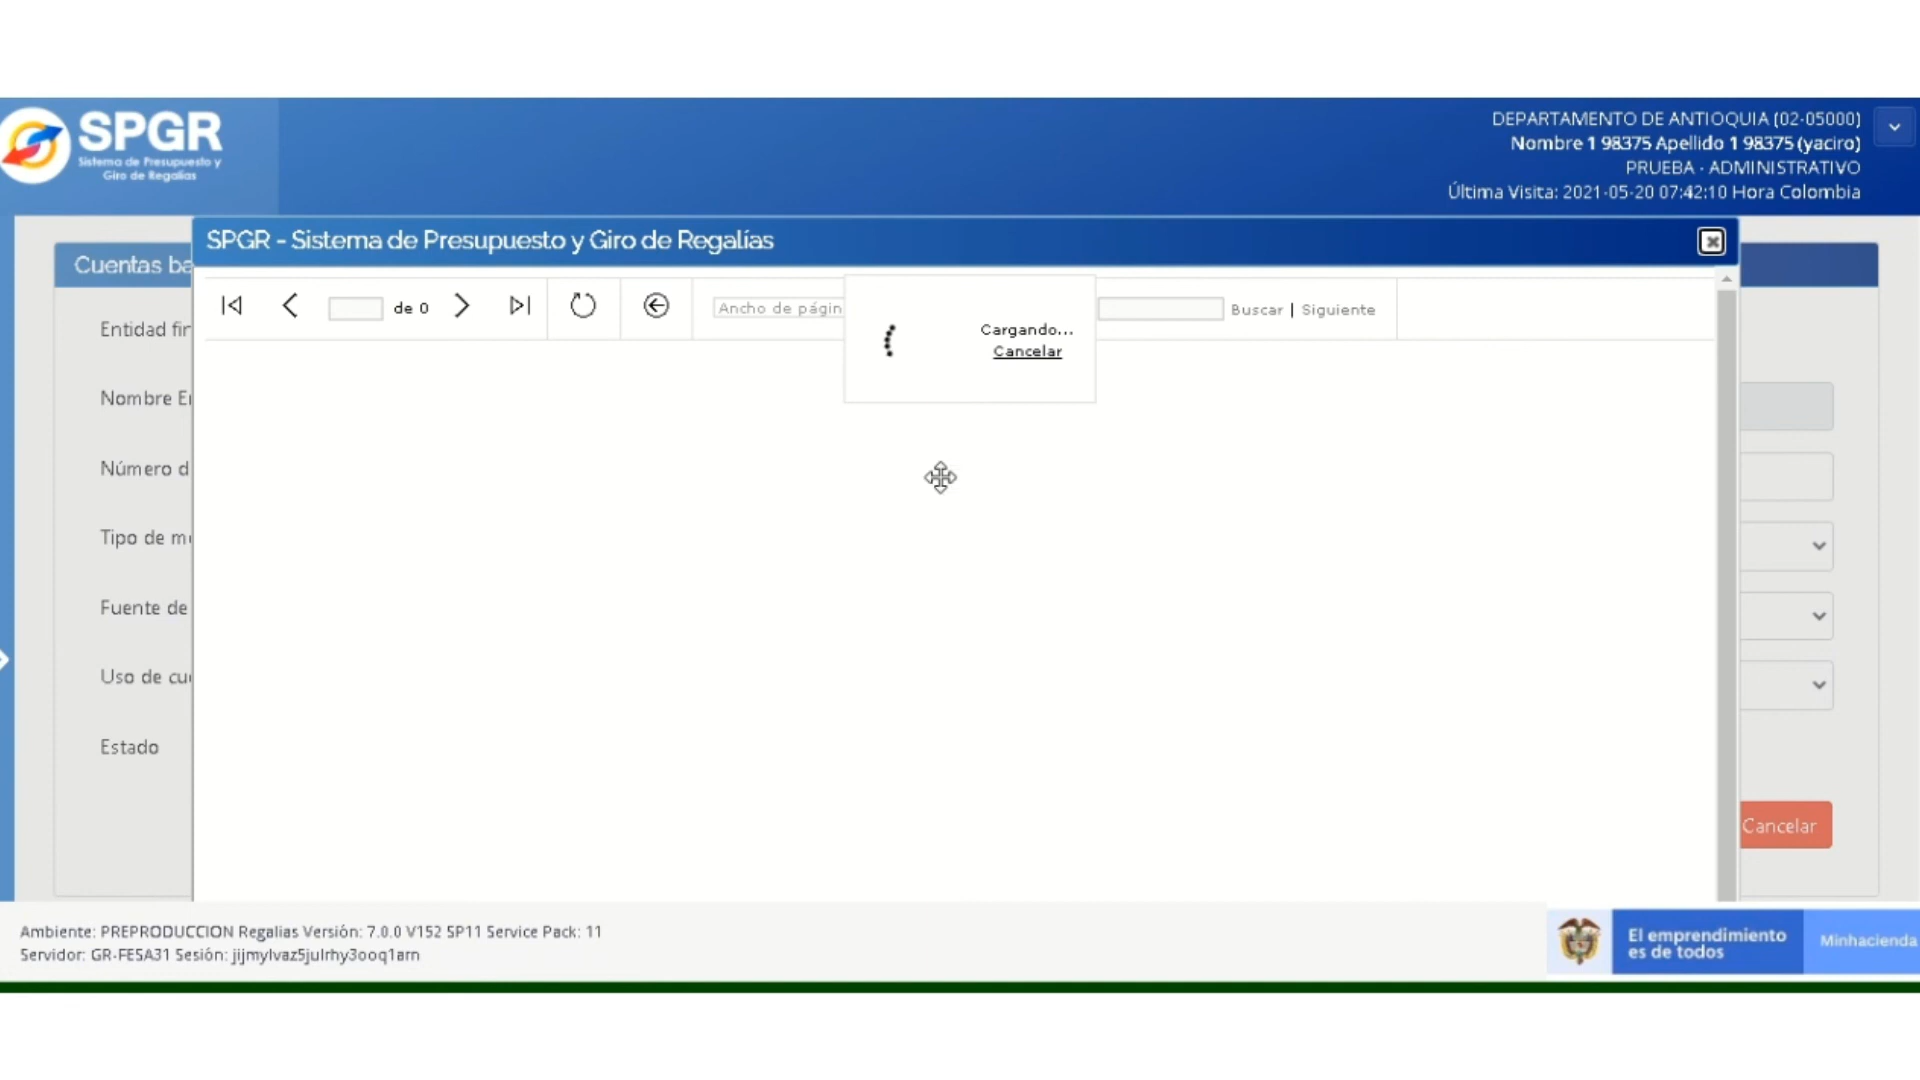 SPGR
Sistema de Presupuesto y
Giro de Regalías
DEPARTAMENTO DE ANTIOQUIA (02-05000)
Nombre 1 98375 Apellido 1 98375 (yaciro)
PRUEBA - ADMINISTRATIVO
Última Visita: 2021-05-20 07:42:10 Hora Colombia
SPGR - Sistema de Presupuesto y Giro de Regalías
Cuentas ba
de 0
Ancho de págin
Buscar | Siguiente
Cargando...
Cancelar
Entidad fin
Nombre E
Número d
Tipo de m
Fuente de
Uso de cu
Estado
Cancelar
Ambiente: PREPRODUCCION Regalias Versión: 7.0.0 V152 SP11 Service Pack: 11
Servidor: GR-FESA31 Sesión: jijmylvaz5julrhy3ooq1arn
El emprendimiento
es de todos
Minhacienda